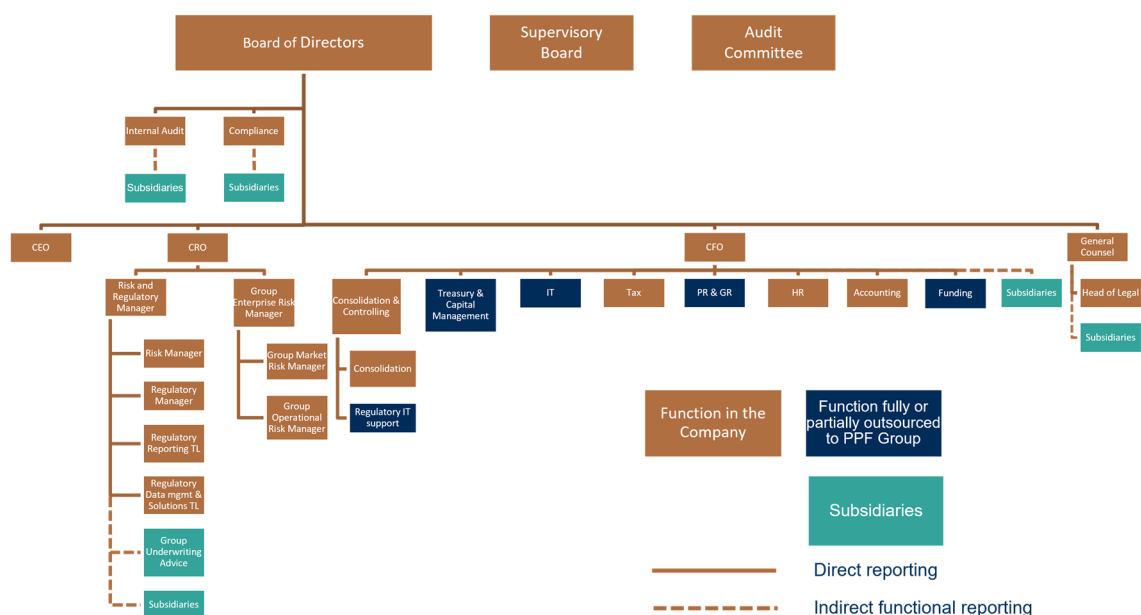 Board of Directors
Supervisory
Board
Audit
Committee
Internal Audit
Compliance
Subsidiaries
Subsidiaries
CEO
CRO
CFO
General
Counsel
Risk and
Regulatory
Manager
Group
Enterprise Risk
Manager
Consolidation &
Controlling
Treasury &
Capital
Management
IT
Tax
PR & GR
HR
Accounting
Funding
Subsidiaries
Head of Legal
Subsidiaries
Risk Manager
Regulatory
Manager
Regulatory
Reporting TL
Regulatory
Data mgmt &
Solutions TL
Group
Underwriting
Advice
Subsidiaries
Group Market
Risk Manager
Group
Operational
Risk Manager
Consolidation
Regulatory IT
support
Function in the
Company
Function fully or
partially outsourced
to PPF Group
Subsidiaries
Direct reporting
Indirect functional reporting